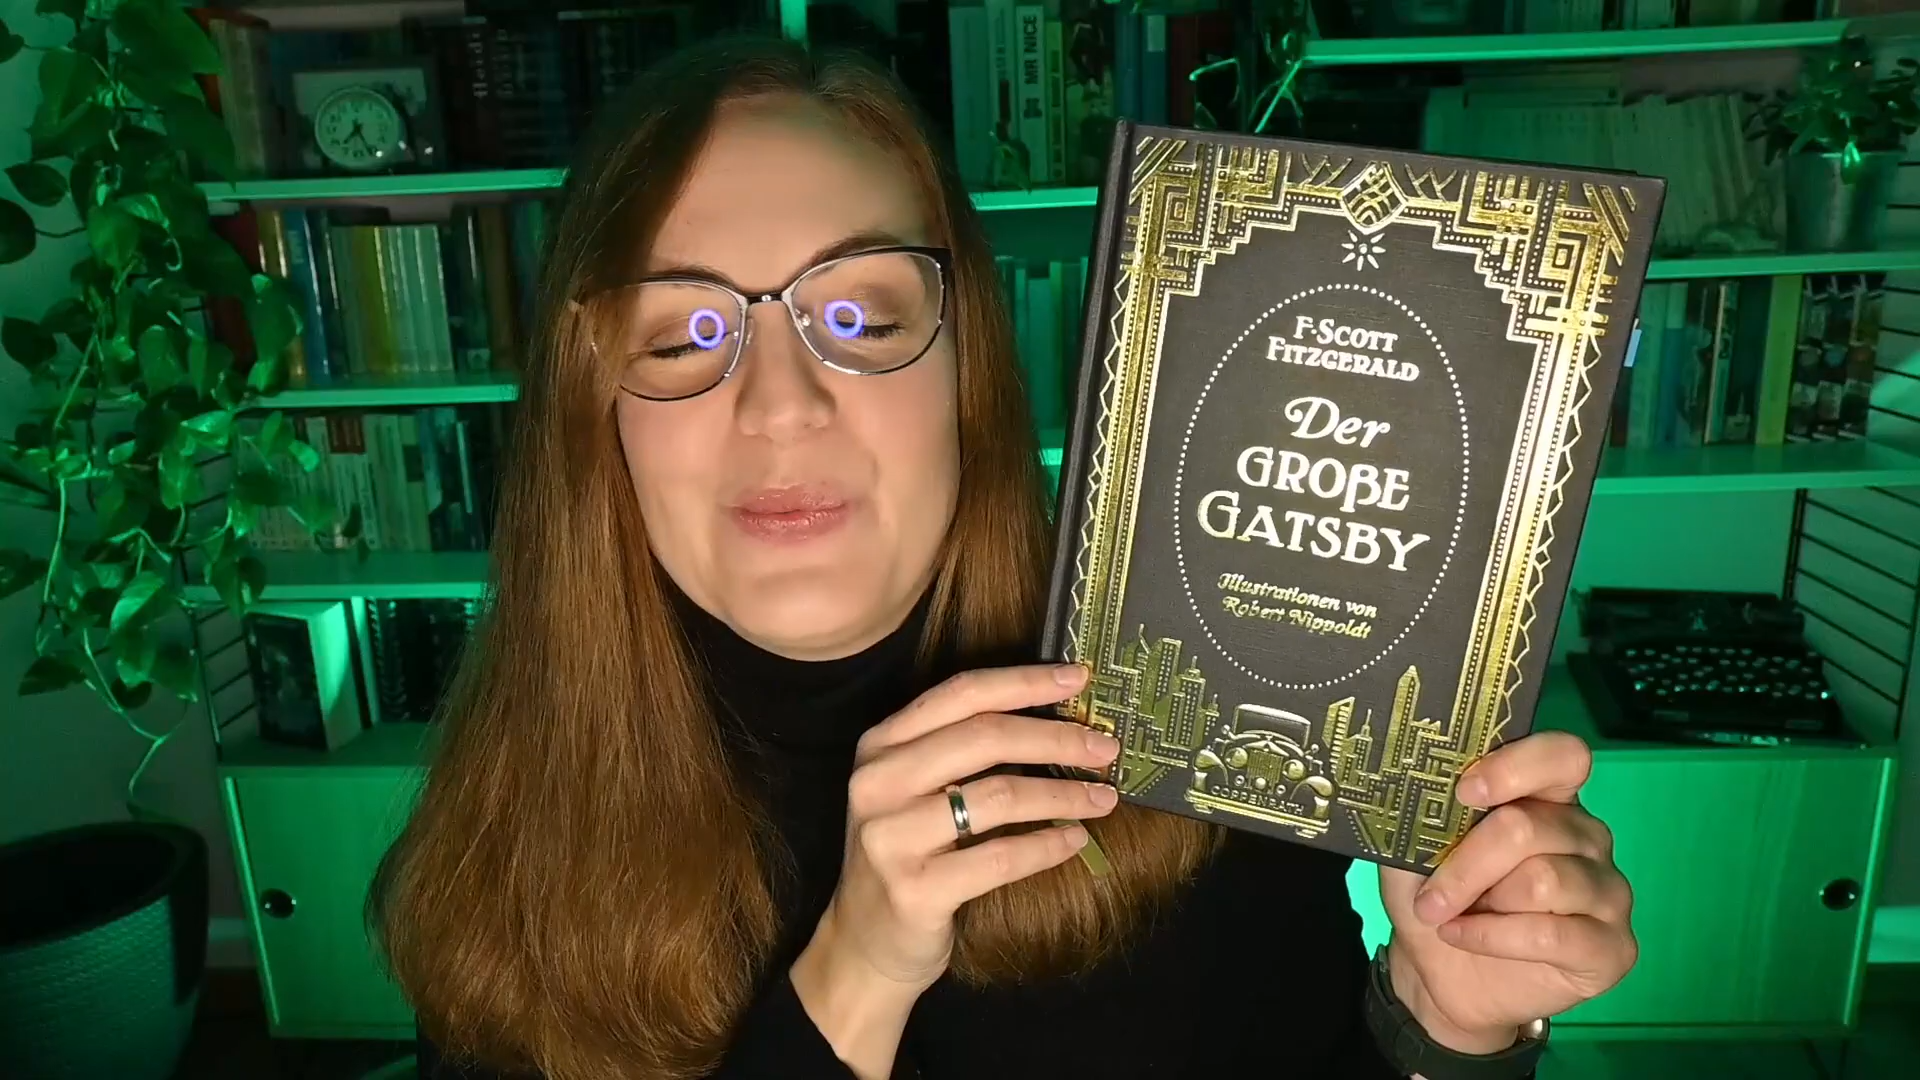 MR NICE
F·SCOTT
FITZGERALD
Der
GROßE
GATSBY
Illustrationen von
Robert Nippoldt
COPPENRATH